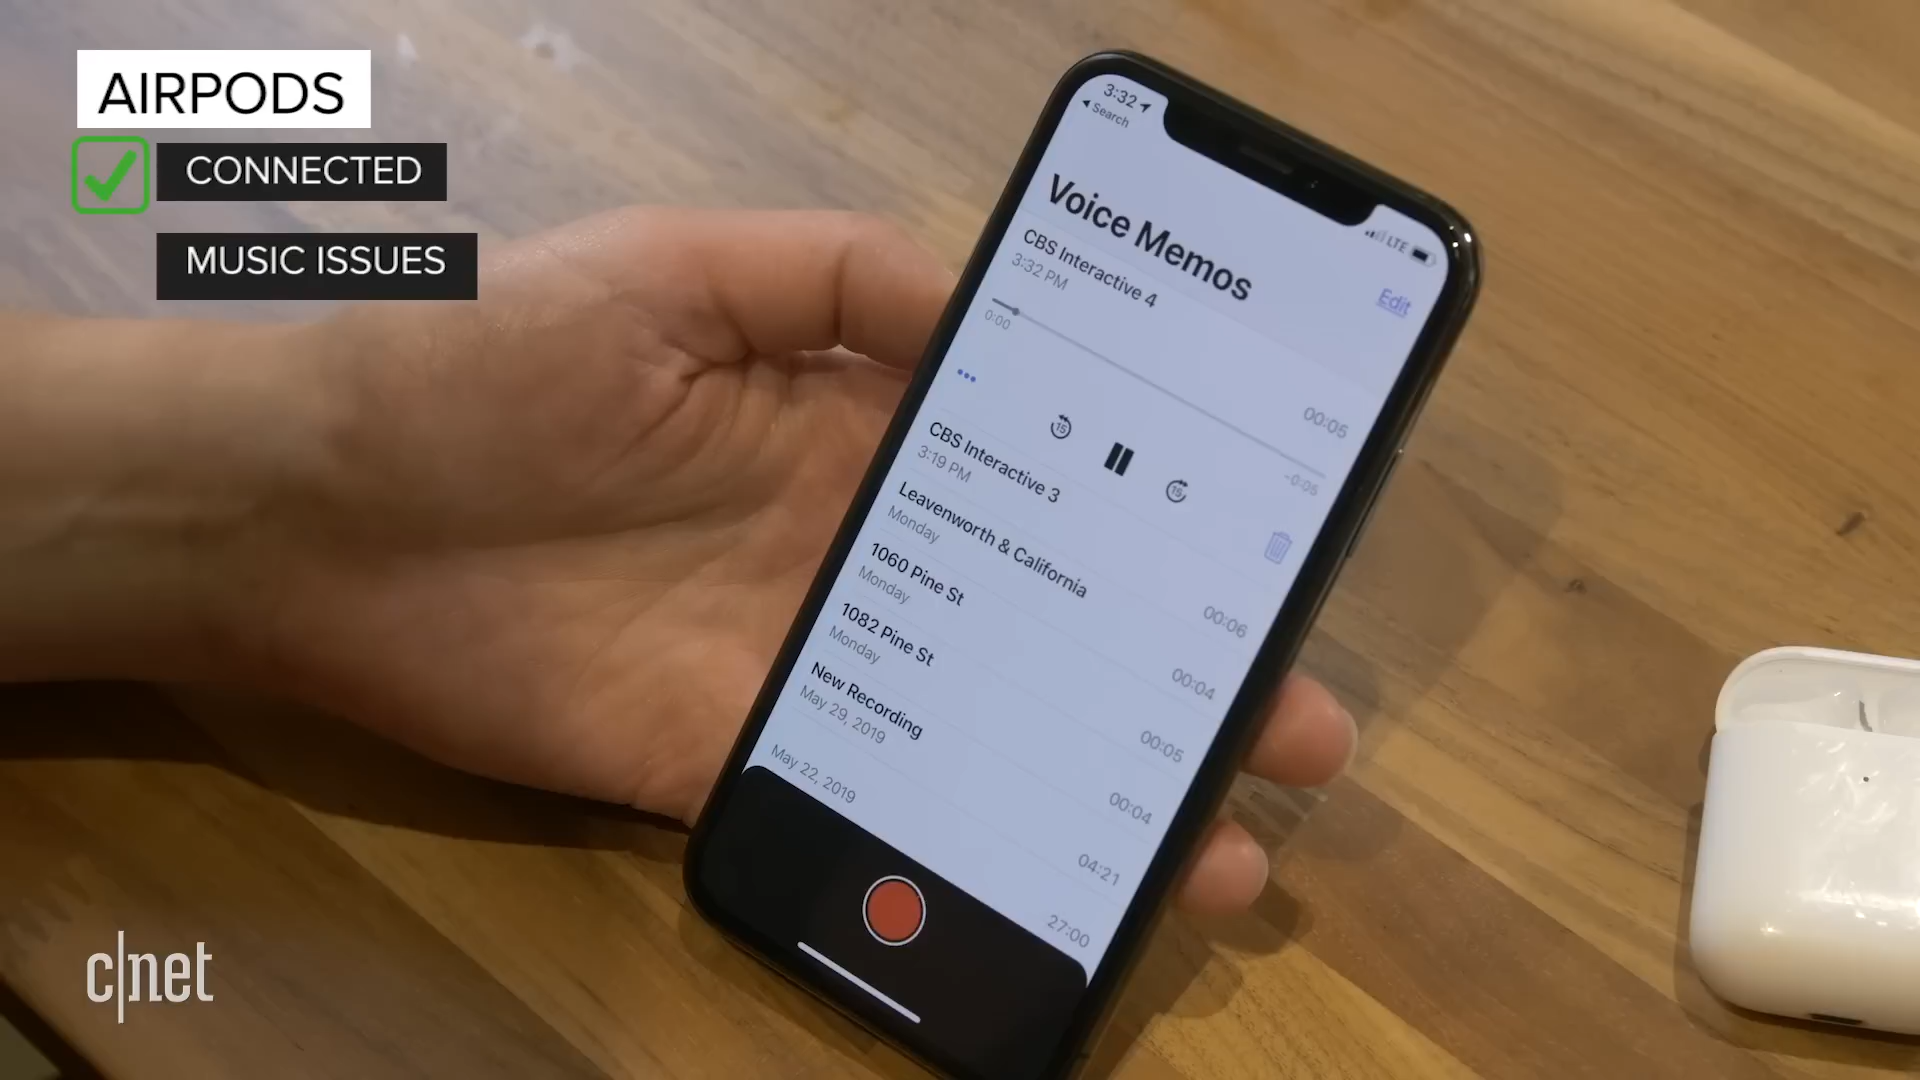 AIRPODS
CONNECTED
MUSIC ISSUES
3:32
Search
LTE
Voice Memos
Edit
CBS Interactive 4
3:32 PM
00:05
0:00
-0:05
15
15
CBS Interactive 3
3:19 PM
00:06
Leavenworth & California
Monday
00:04
1060 Pine St
Monday
00:05
1082 Pine St
Monday
00:04
New Recording
May 29, 2019
04:21
May 22, 2019
27:00
c|net